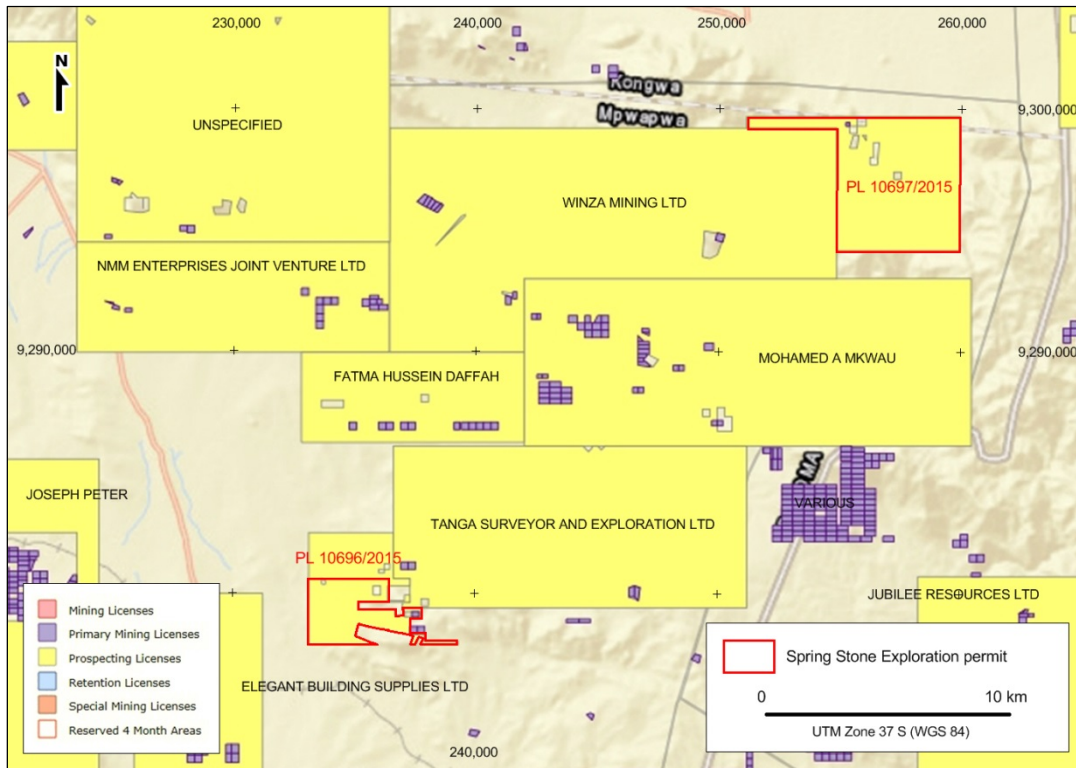 230,000
240,000
250,000
260,000
N
Kongwa
Mpwapwa
9,300,000
UNSPECIFIED
PL 10697/2015
WINZA MINING LTD
NMM ENTERPRISES JOINT VENTURE LTD
9,290,000
9,290,000
MOHAMED A MKWAU
FATMA HUSSEIN DAFFAH
JOSEPH PETER
TANGA SURVEYOR AND EXPLORATION LTD
VARIOUS
PL 10696/2015
JUBILEE RESOURCES LTD
Mining Licenses
Primary Mining Licenses
Prospecting Licenses
Retention Licenses
Special Mining Licenses
Reserved 4 Month Areas
ELEGANT BUILDING SUPPLIES LTD
240,000
Spring Stone Exploration permit
0 10 km
UTM Zone 37 S (WGS 84)